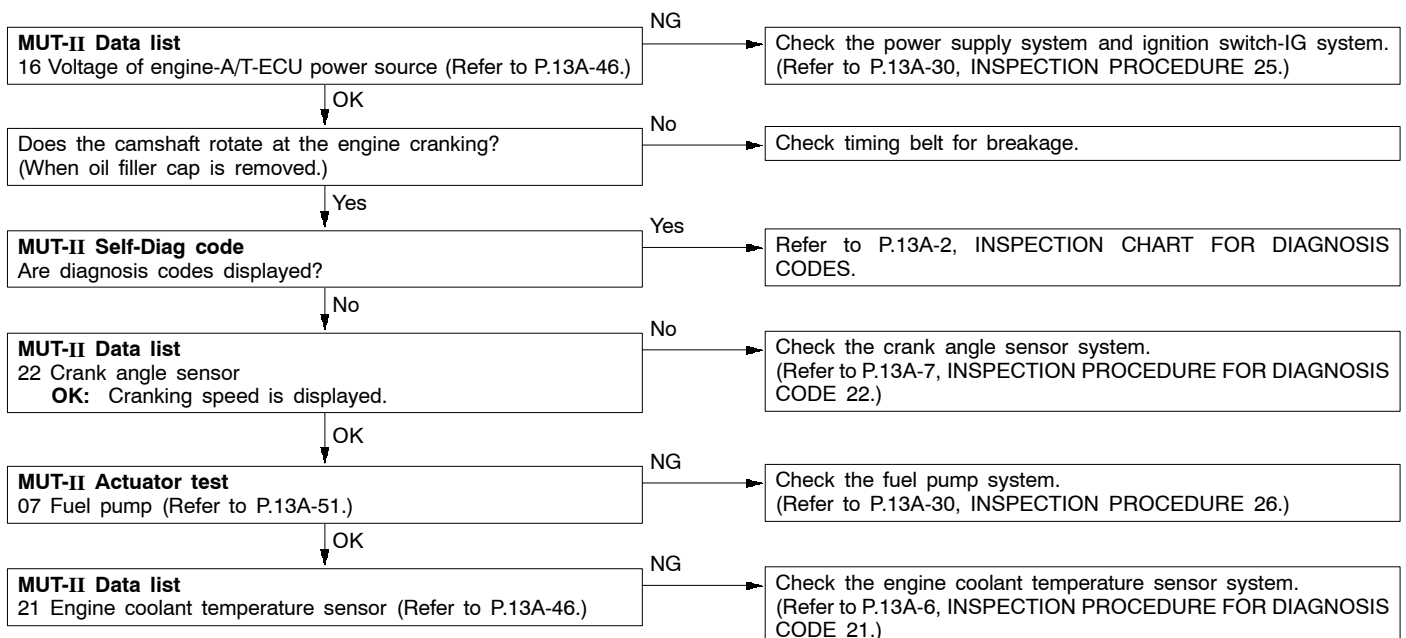 NG
MUT-II Data list
16 Voltage of engine-A/T-ECU power source (Refer to P.13A-46.)
Check the power supply system and ignition switch-IG system.
(Refer to P.13A-30, INSPECTION PROCEDURE 25.)
OK
No
Does the camshaft rotate at the engine cranking?
(When oil filler cap is removed.)
Check timing belt for breakage.
Yes
Yes
MUT-II Self-Diag code
Are diagnosis codes displayed?
Refer to P.13A-2, INSPECTION CHART FOR DIAGNOSIS
CODES.
No
No
MUT-II Data list
22 Crank angle sensor
OK: Cranking speed is displayed.
Check the crank angle sensor system.
(Refer to P.13A-7, INSPECTION PROCEDURE FOR DIAGNOSIS
CODE 22.)
OK
NG
MUT-II Actuator test
07 Fuel pump (Refer to P.13A-51.)
Check the fuel pump system.
(Refer to P.13A-30, INSPECTION PROCEDURE 26.)
OK
NG
MUT-II Data list
21 Engine coolant temperature sensor (Refer to P.13A-46.)
Check the engine coolant temperature sensor system.
(Refer to P.13A-6, INSPECTION PROCEDURE FOR DIAGNOSIS
CODE 21.)